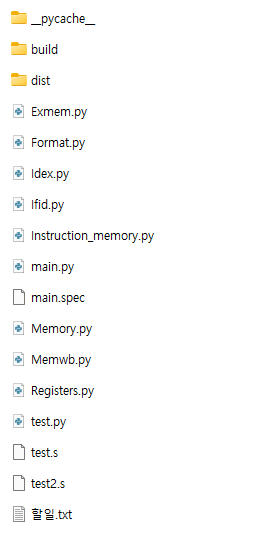 __pycache__
build
dist
Exmem.py
Format.py
Idex.py
Ifid.py
Instruction_memory.py
main.py
main.spec
Memory.py
Memwb.py
Registers.py
test.py
test.s
test2.s
할일.txt